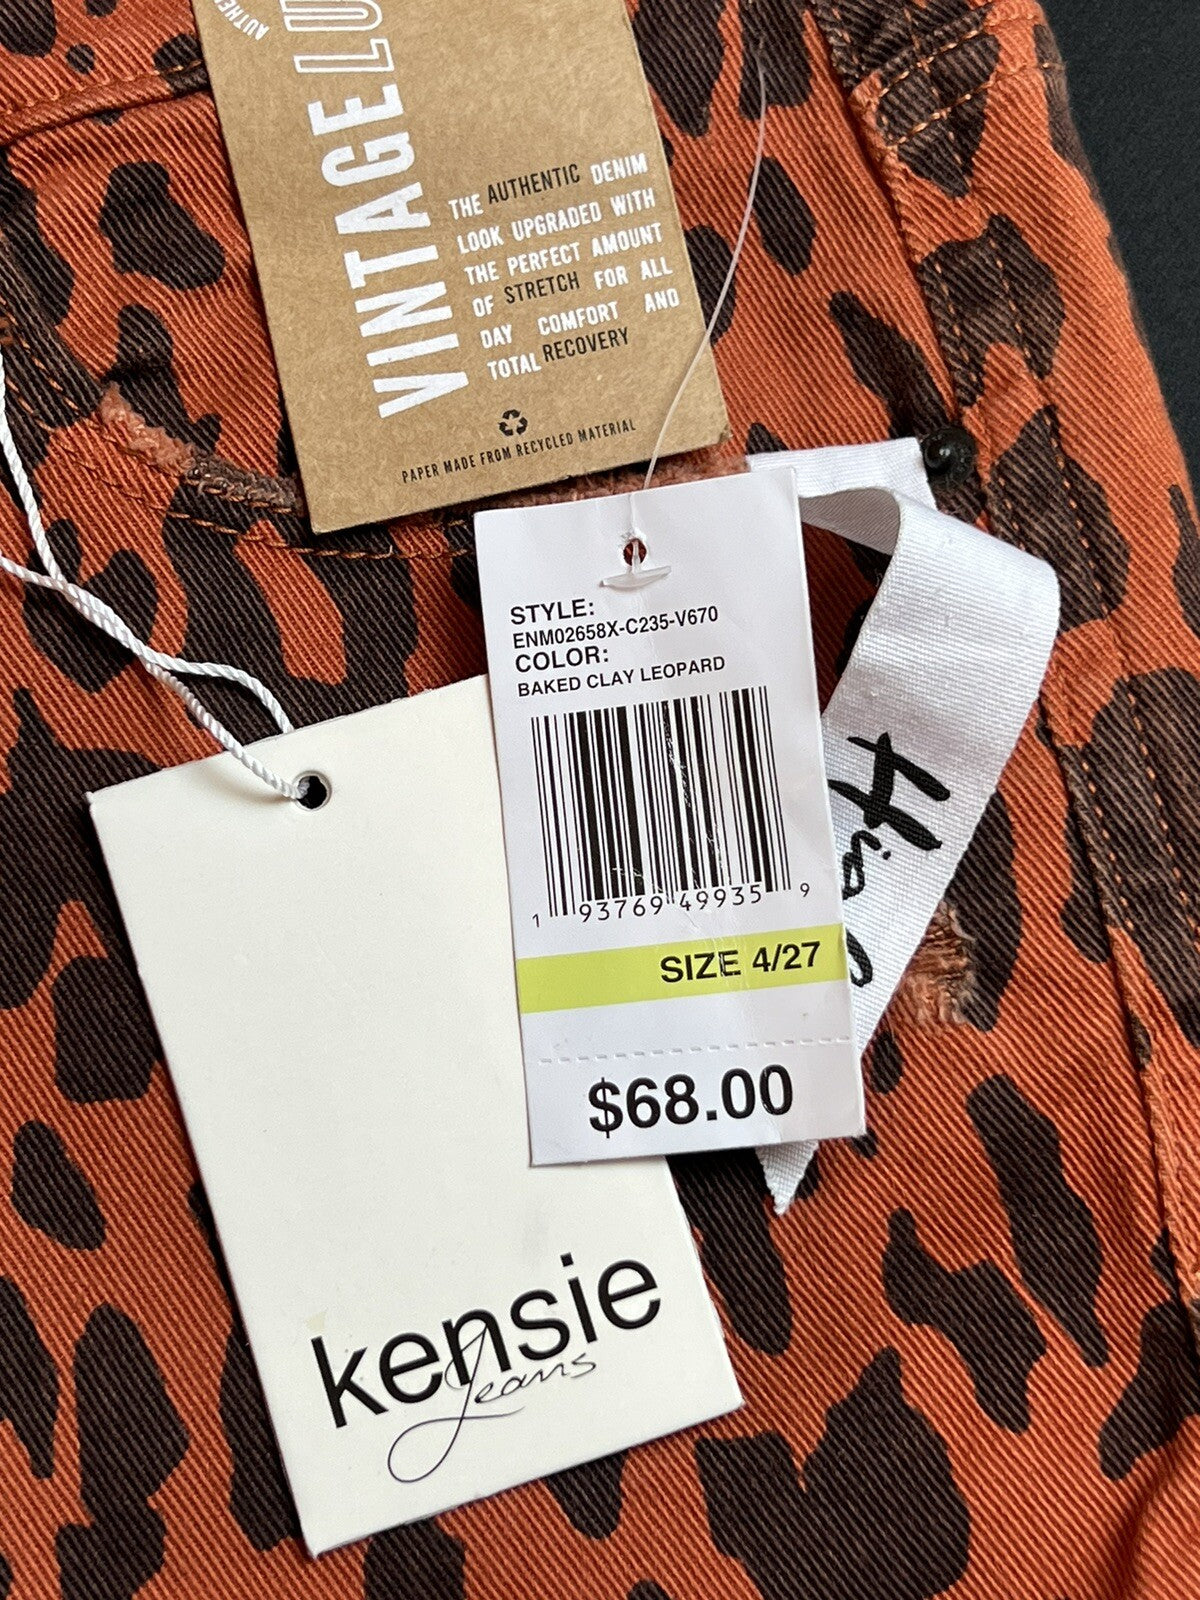 VINTAGE
THE AUTHENTIC DENIM
LOOK UPGRADED WITH
THE PERFECT AMOUNT
OF STRETCH FOR ALL
DAY COMFORT AND
TOTAL RECOVERY
PAPER MADE FROM RECYCLED MATERIAL
STYLE:
ENM02658X-C235-V670
COLOR:
BAKED CLAY LEOPARD
1 93769 49935 9
SIZE 4/27
$68.00
kensie
Jeans